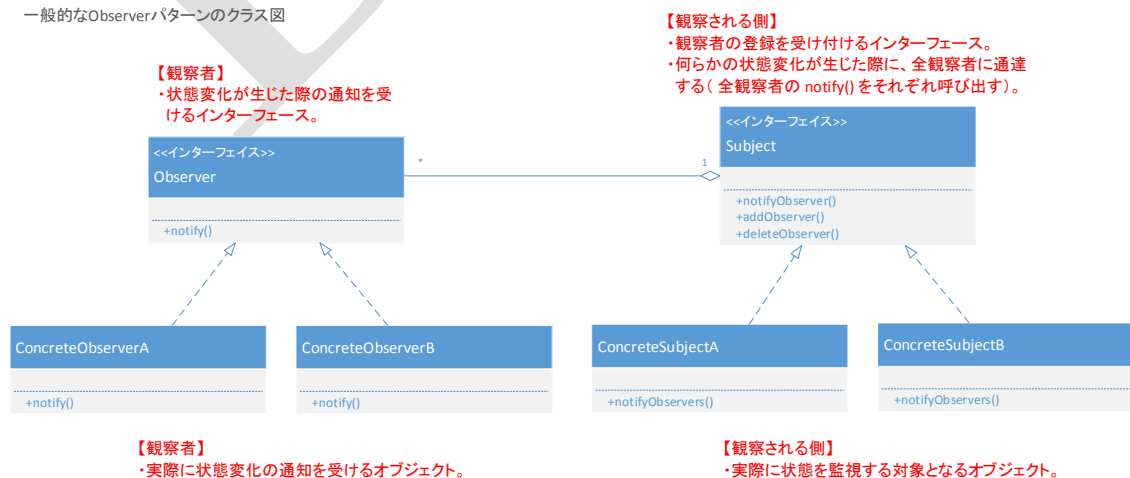 一般的なObserverパターンのクラス図
【観察される側】
・観察者の登録を受け付けるインターフェース。
・何らかの状態変化が生じた際に、全観察者に通達
する( 全観察者の notify() をそれぞれ呼び出す)。
【観察者】
・状態変化が生じた際の通知を受
けるインターフェース。
<<インターフェイス>>
Observer
+notify()
*
1
<<インターフェイス>>
Subject
+notifyObserver()
+addObserver()
+deleteObserver()
ConcreteObserverA
+notify()
ConcreteObserverB
+notify()
ConcreteSubjectA
+notifyObservers()
ConcreteSubjectB
+notifyObservers()
【観察者】
・実際に状態変化の通知を受けるオブジェクト。
【観察される側】
・実際に状態を監視する対象となるオブジェクト。